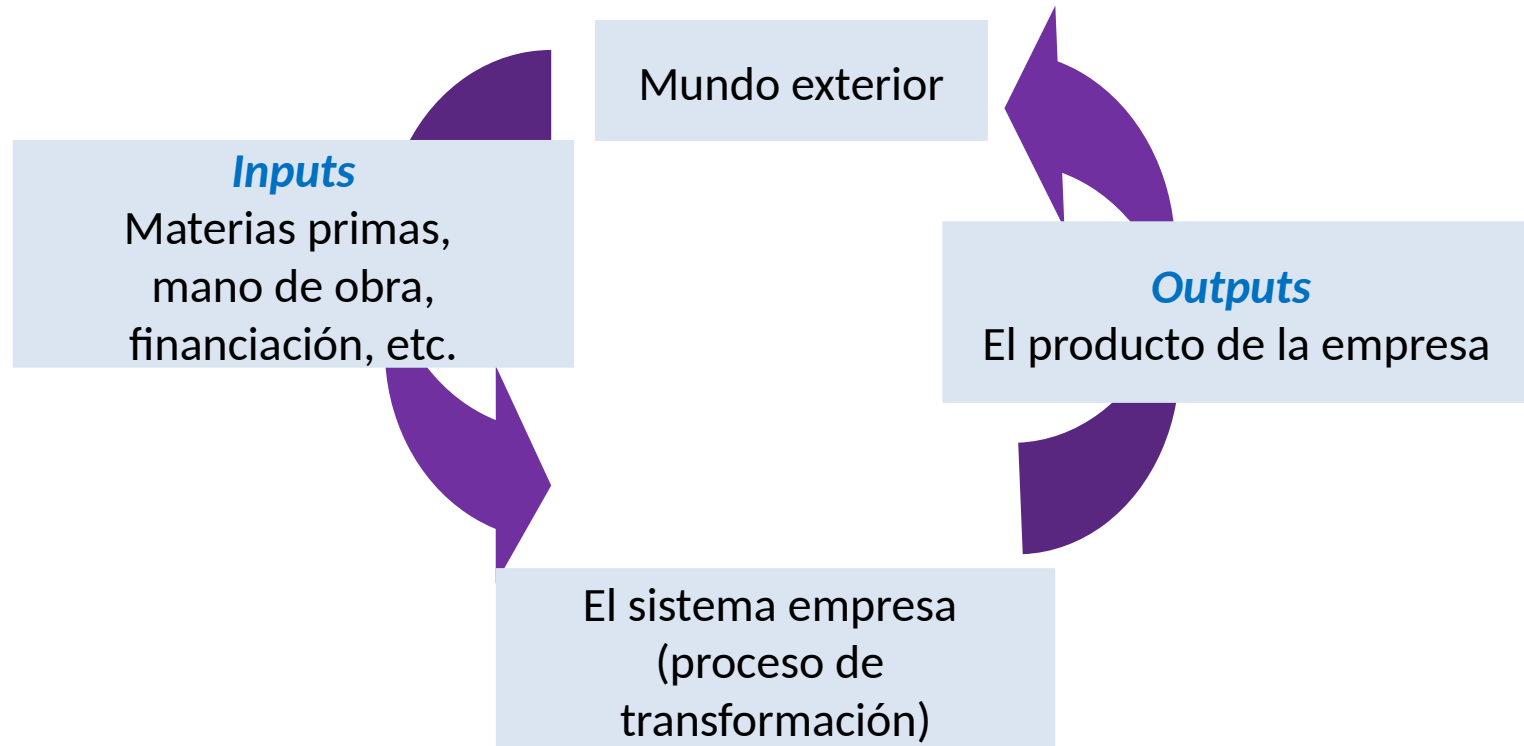 Mundo exterior
Inputs
Materias primas,
mano de obra,
financiación, etc.
Outputs
El producto de la empresa
El sistema empresa
(proceso de
transformación)